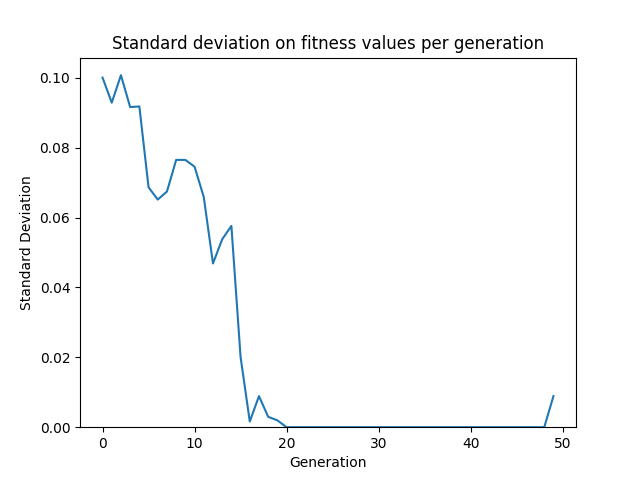 Standard deviation on fitness values per generation
0.10
0.08
0.06
0.04
0.02
0.00
Standard Deviation
0 10 20 30 40 50
Generation